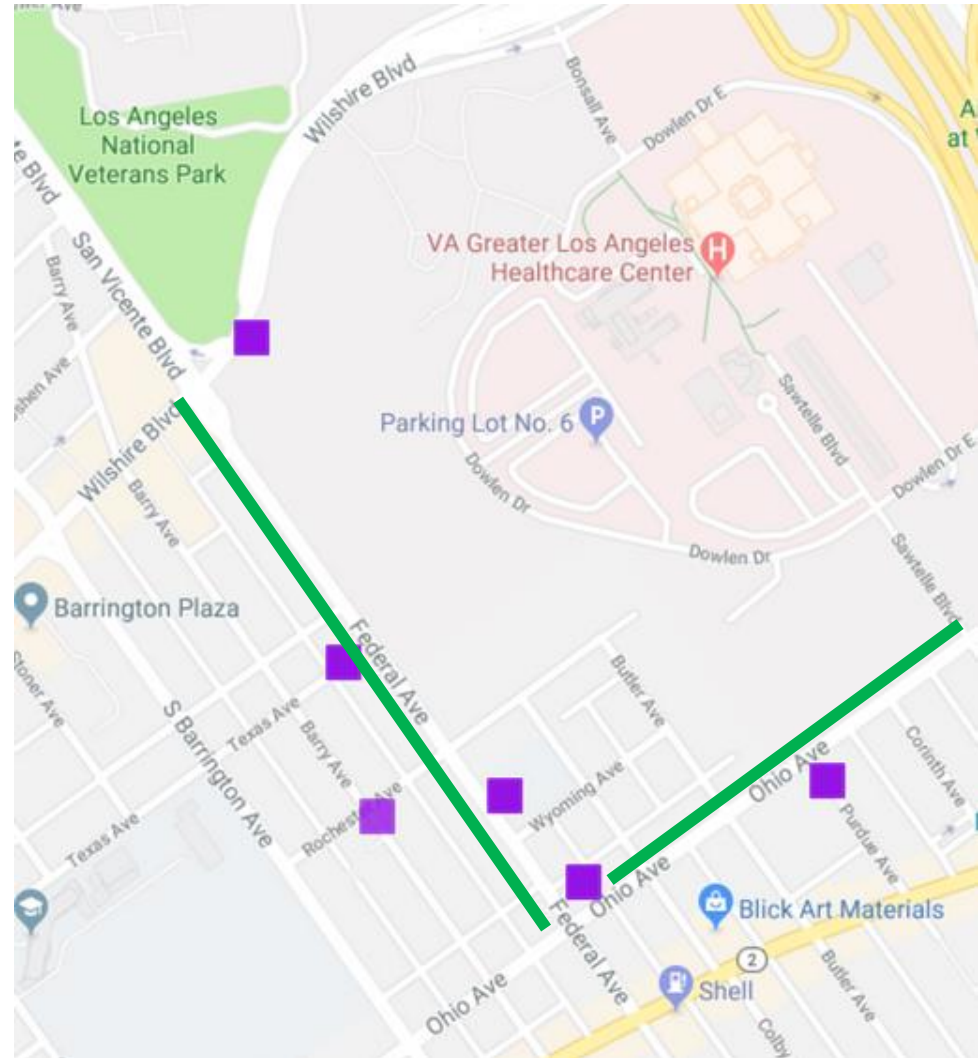 Wilshire Blvd
Bonsall Ave
Dowlen Dr E
Los Angeles
National
Veterans Park
at
San Vicente Blvd
Barry Ave
VA Greater Los Angeles
Healthcare Center
H
Parking Lot No. 6
P
Sawtelle Blvd
Dowlen Dr E
Wilshire Blvd
Barry Ave
Dowlen Dr
Dowlen Dr
Sawtelle Blvd
Barrington Plaza
Stoner Ave
Federal Ave
Butler Ave
S Barrington Ave
Texas Ave
Barry Ave
Corinth Ave
Ohio Ave
Wyoming Ave
Purdue Ave
Texas Ave
Ohio Ave
Federal Ave
Blick Art Materials
2
Shell
Butler Ave
Ohio Ave
Colby